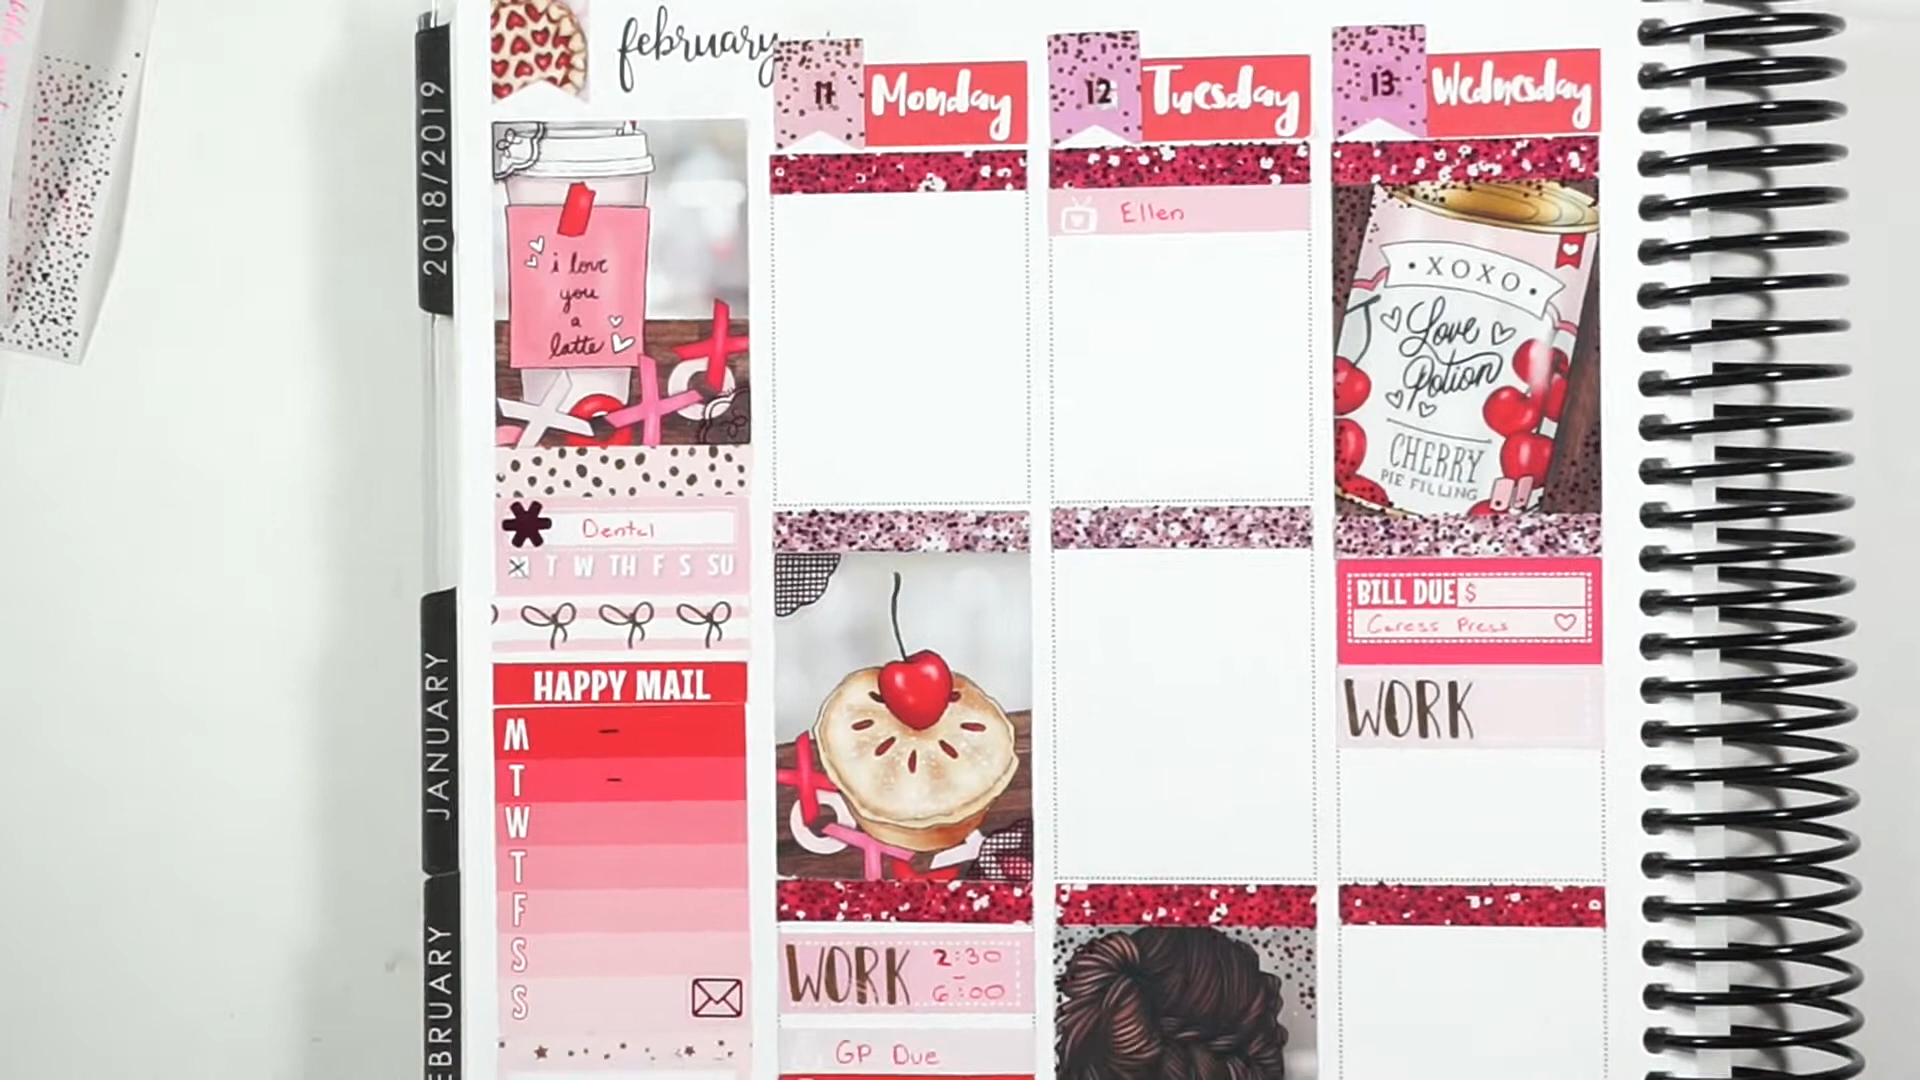 february
11 Monday
12 Tuesday
13 Wednesday
2018/2019
JANUARY
EBRUARY
i love
you
a
latte
Dental
T W TH F S SU
HAPPY MAIL
M -
T -
W
T
F
S
S
WORK 2:30
-
6:00
GP Due
Ellen
XOXO
Love
Potion
CHERRY
PIE FILLING
BILL DUE $
Caress Press
WORK